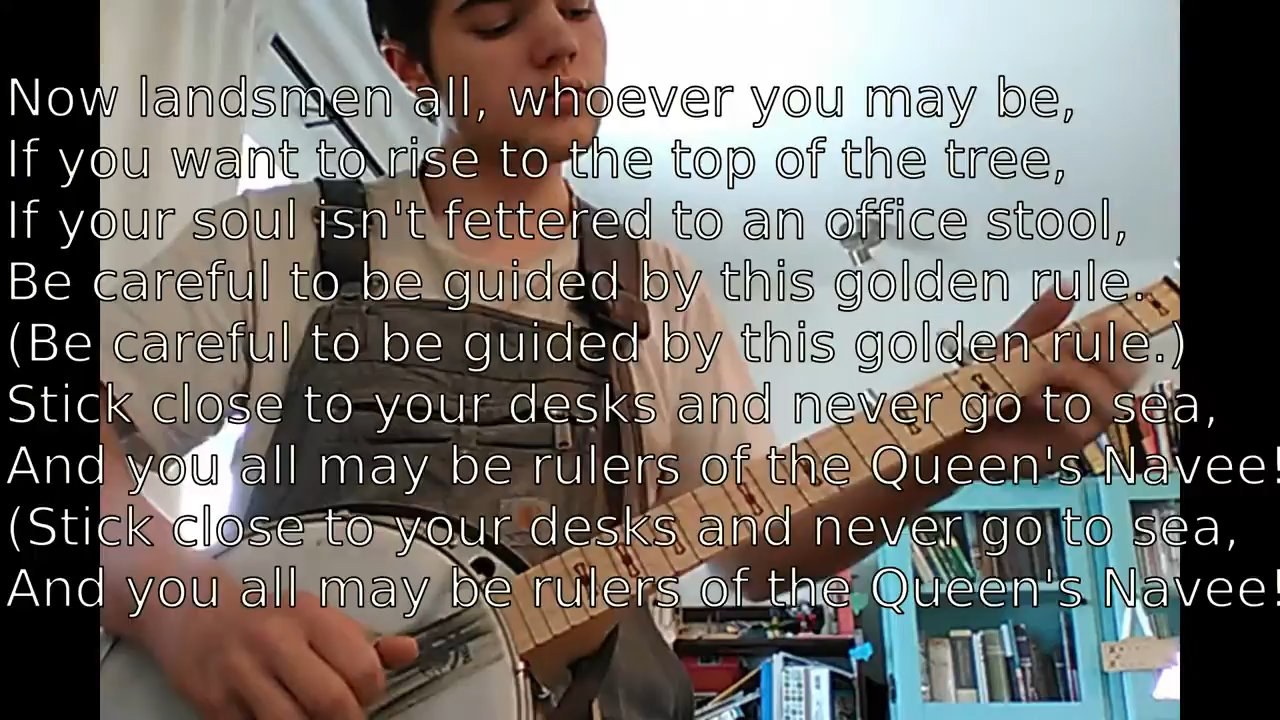 Now landsmen all, whoever you may be,
If you want to rise to the top of the tree,
If your soul isn't fettered to an office stool,
Be careful to be guided by this golden rule.
(Be careful to be guided by this golden rule.)
Stick close to your desks and never go to sea,
And you all may be rulers of the Queen's Navee!
(Stick close to your desks and never go to sea,
And you all may be rulers of the Queen's Navee!